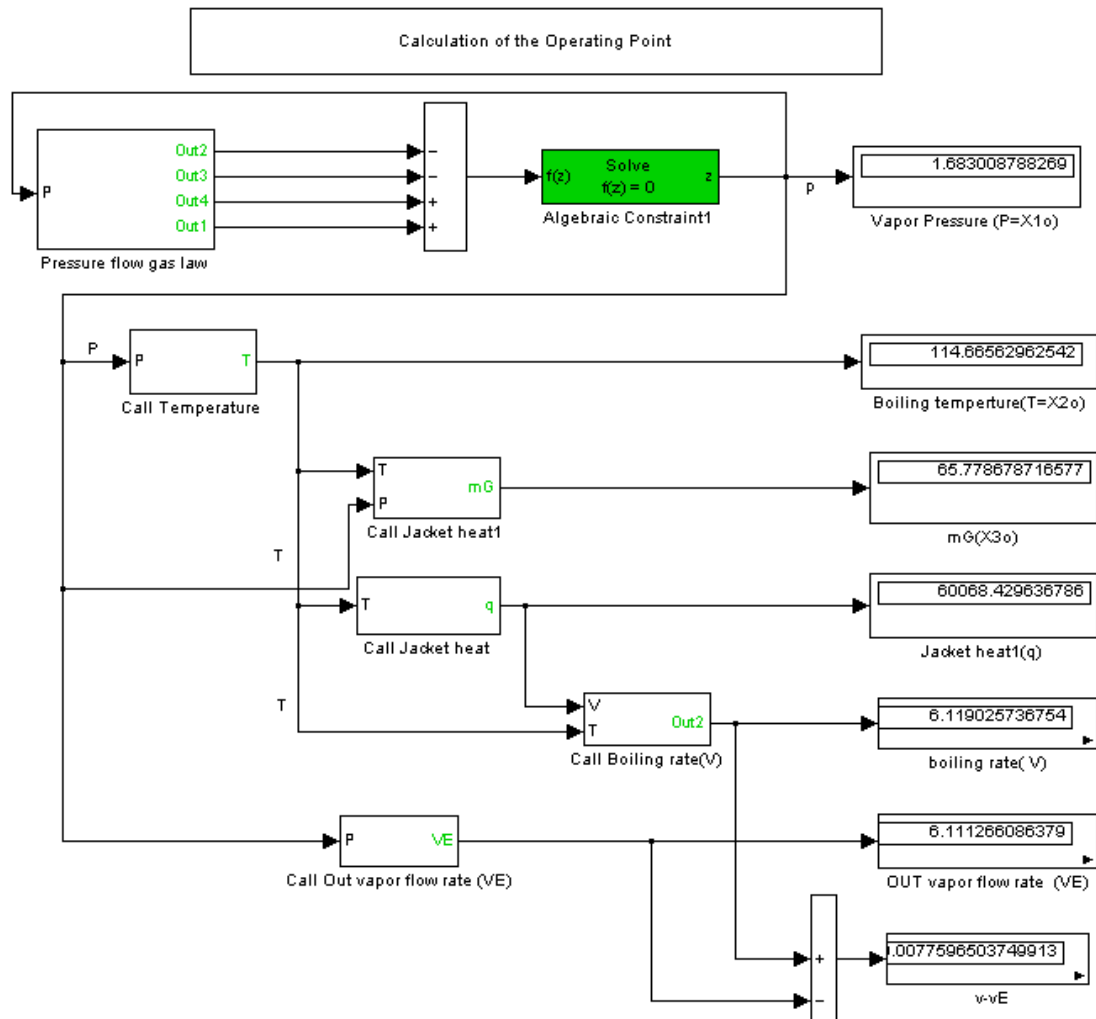 Calculation of the Operating Point
P
Out2
Out3
Out4
Out1
Pressure flow gas law
−
−
+
+
f(z)
Solve
f(z) = 0
z
Algebraic Constraint1
p
1.683008788269
Vapor Pressure (P=X1o)
P
P
T
Call Temperature
114.66562962542
Boiling temperture(T=X2o)
T
P
mG
Call Jacket heat1
65.778678716577
mG(X3o)
T
T
q
Call Jacket heat
60068.429636786
Jacket heat1(q)
T
V
T
Out2
Call Boiling rate(V)
6.119025736754
boiling rate( V)
P
VE
Call Out vapor flow rate (VE)
6.111266086379
OUT vapor flow rate (VE)
+
−
.0077596503749913
v-vE